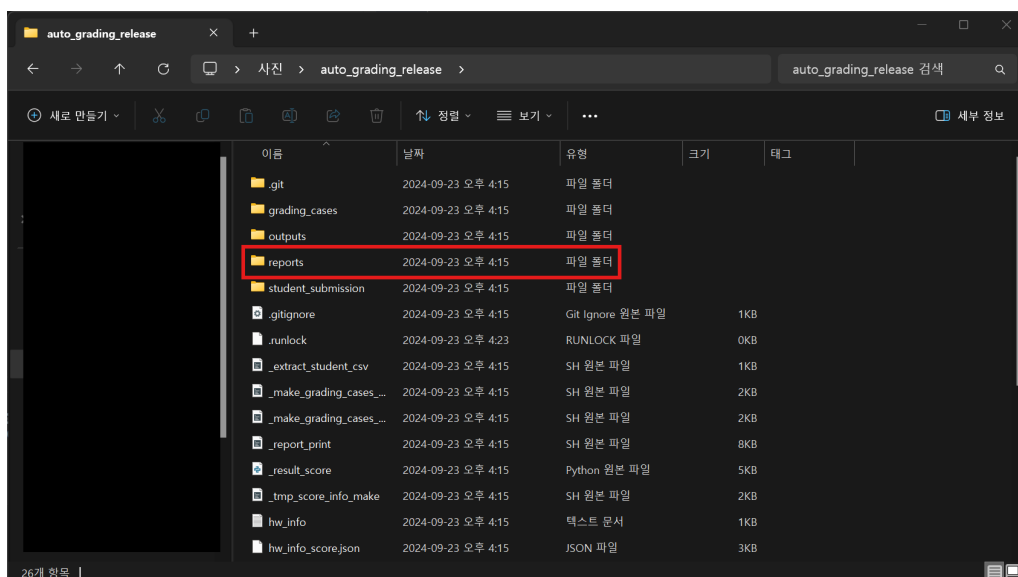 auto_grading_release
사진 > auto_grading_release >
auto_grading_release 검색
새로 만들기
정렬
보기
세부 정보
이름 날짜 유형 크기 태그
.git 2024-09-23 오후 4:15 파일 폴더
grading_cases 2024-09-23 오후 4:15 파일 폴더
outputs 2024-09-23 오후 4:15 파일 폴더
reports 2024-09-23 오후 4:15 파일 폴더
student_submission 2024-09-23 오후 4:15 파일 폴더
.gitignore 2024-09-23 오후 4:15 Git Ignore 원본 파일 1KB
.runlock 2024-09-23 오후 4:23 RUNLOCK 파일 0KB
_extract_student_csv 2024-09-23 오후 4:15 SH 원본 파일 1KB
_make_grading_cases_... 2024-09-23 오후 4:15 SH 원본 파일 2KB
_make_grading_cases_... 2024-09-23 오후 4:15 SH 원본 파일 2KB
_report_print 2024-09-23 오후 4:15 SH 원본 파일 8KB
_result_score 2024-09-23 오후 4:15 Python 원본 파일 5KB
_tmp_score_info_make 2024-09-23 오후 4:15 SH 원본 파일 2KB
hw_info 2024-09-23 오후 4:15 텍스트 문서 1KB
hw_info_score.json 2024-09-23 오후 4:15 JSON 파일 3KB
26개 항목